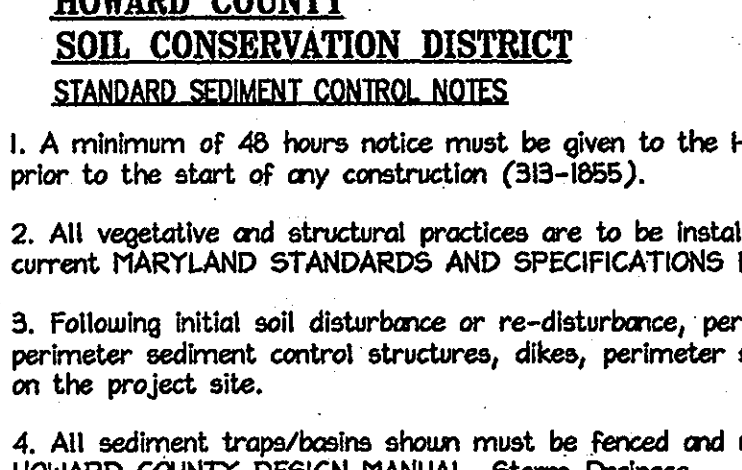 HOWARD COUNTY
SOIL CONSERVATION DISTRICT
STANDARD SEDIMENT CONTROL NOTES
1. A minimum of 48 hours notice must be given to the
prior to the start of any construction (313-1855).
2. All vegetative and structural practices are to be instal
current MARYLAND STANDARDS AND SPECIFICATIONS
3. Following initial soil disturbance or re-disturbance, per
perimeter sediment control structures, dikes, perimeter
on the project site.
4. All sediment traps/basins shown must be fenced and
HOWARD COUNTY DESIGN MANUAL, Storm Drainage